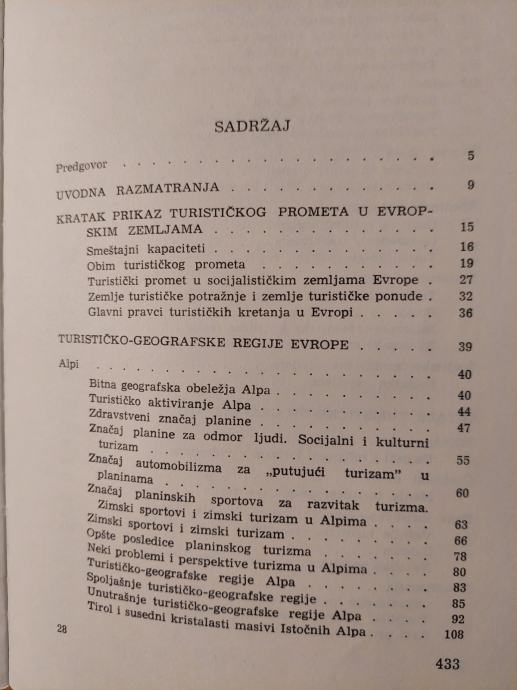 SADRŽAJ
Predgovor . . . . . . . . . . . . . . . . . . 5
UVODNA RAZMATRANJA . . . . . . . . . . . . 9
KRATAK PRIKAZ TURISTIČKOG PROMETA U EVROP-
SKIM ZEMLJAMA . . . . . . . . . . . . . 15
Smeštajni kapaciteti . . . . . . . . . . . . . 16
Obim turističkog prometa . . . . . . . . . . 19
Turistički promet u socijalističkim zemljama Evrope . 27
Zemlje turističke potražnje i zemlje turističke ponude . 32
Glavni pravci turističkih kretanja u Evropi . . . . . 36
TURISTIČKO-GEOGRAFSKE REGIJE EVROPE . . . . . 39
Alpi . . . . . . . . . . . . . . . . . . . 40
Bitna geografska obeležja Alpa . . . . . . . . . 40
Turističko aktiviranje Alpa . . . . . . . . . . 44
Zdravstveni značaj planine . . . . . . . . . . 47
Značaj planine za odmor ljudi. Socijalni i kulturni
turizam . . . . . . . . . . . . . . . . 55
Značaj automobilizma za „putujući turizam” u
planinama . . . . . . . . . . . . . . . 60
Značaj planinskih sportova za razvitak turizma.
Zimski sportovi i zimski turizam u Alpima . . . . 63
Zimski sportovi i zimski turizam . . . . . . . . 66
Opšte posledice planinskog turizma . . . . . . . 78
Neki problemi i perspektive turizma u Alpima . . . . 80
Turističko-geografske regije Alpa . . . . . . . . 83
Spoljašnje turističko-geografske regije . . . . . . 85
Unutrašnje turističko-geografske regije Alpa . . . . 92
Tirol i susedni kristalasti masivi Istočnih Alpa . . . . 108
28
433